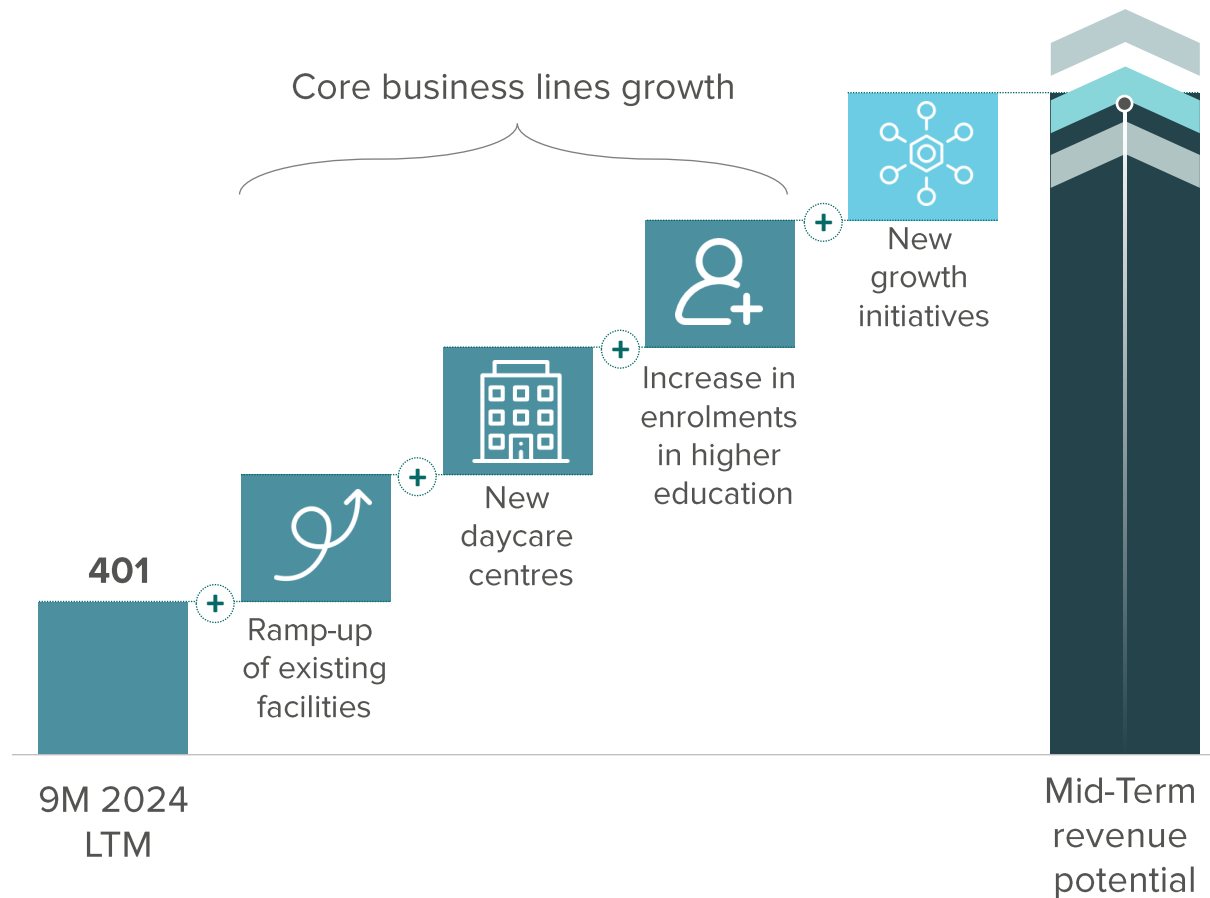 Core business lines growth
New
growth
initiatives
Increase in
enrolments
in higher
education
New
daycare
centres
401
Ramp-up
of existing
facilities
9M 2024
LTM
Mid-Term
revenue
potential